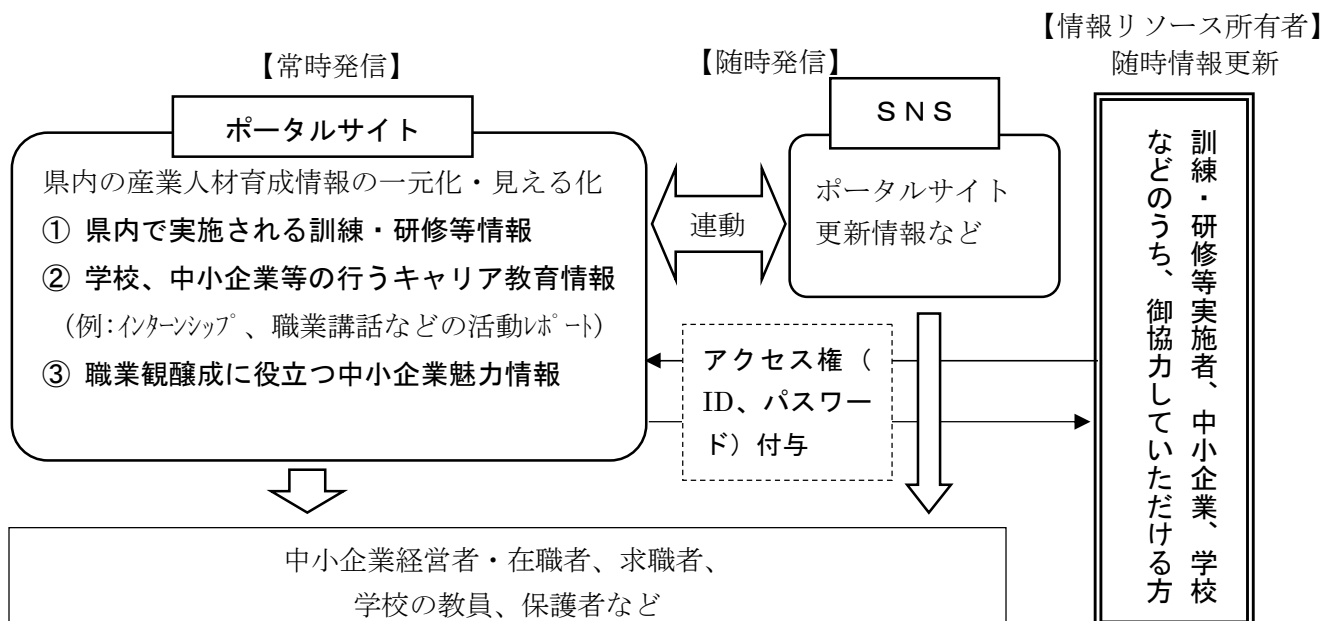 【常時発信】
ポータルサイト
県内の産業人材育成情報の一元化・見える化
① 県内で実施される訓練・研修等情報
② 学校、中小企業等の行うキャリア教育情報
（例：ｲﾝﾀｰﾝｼｯﾌﾟ、職業講話などの活動ﾚﾎﾟｰﾄ）
③ 職業観醸成に役立つ中小企業魅力情報
連動
【随時発信】
ＳＮＳ
ポータルサイト
更新情報など
アクセス権（
ID、パスワー
ド）付与
【情報リソース所有者】
随時情報更新
訓練・研修等実施者、中小企業、学校
などのうち、御協力していただける方
中小企業経営者・在職者、求職者、
学校の教員、保護者など